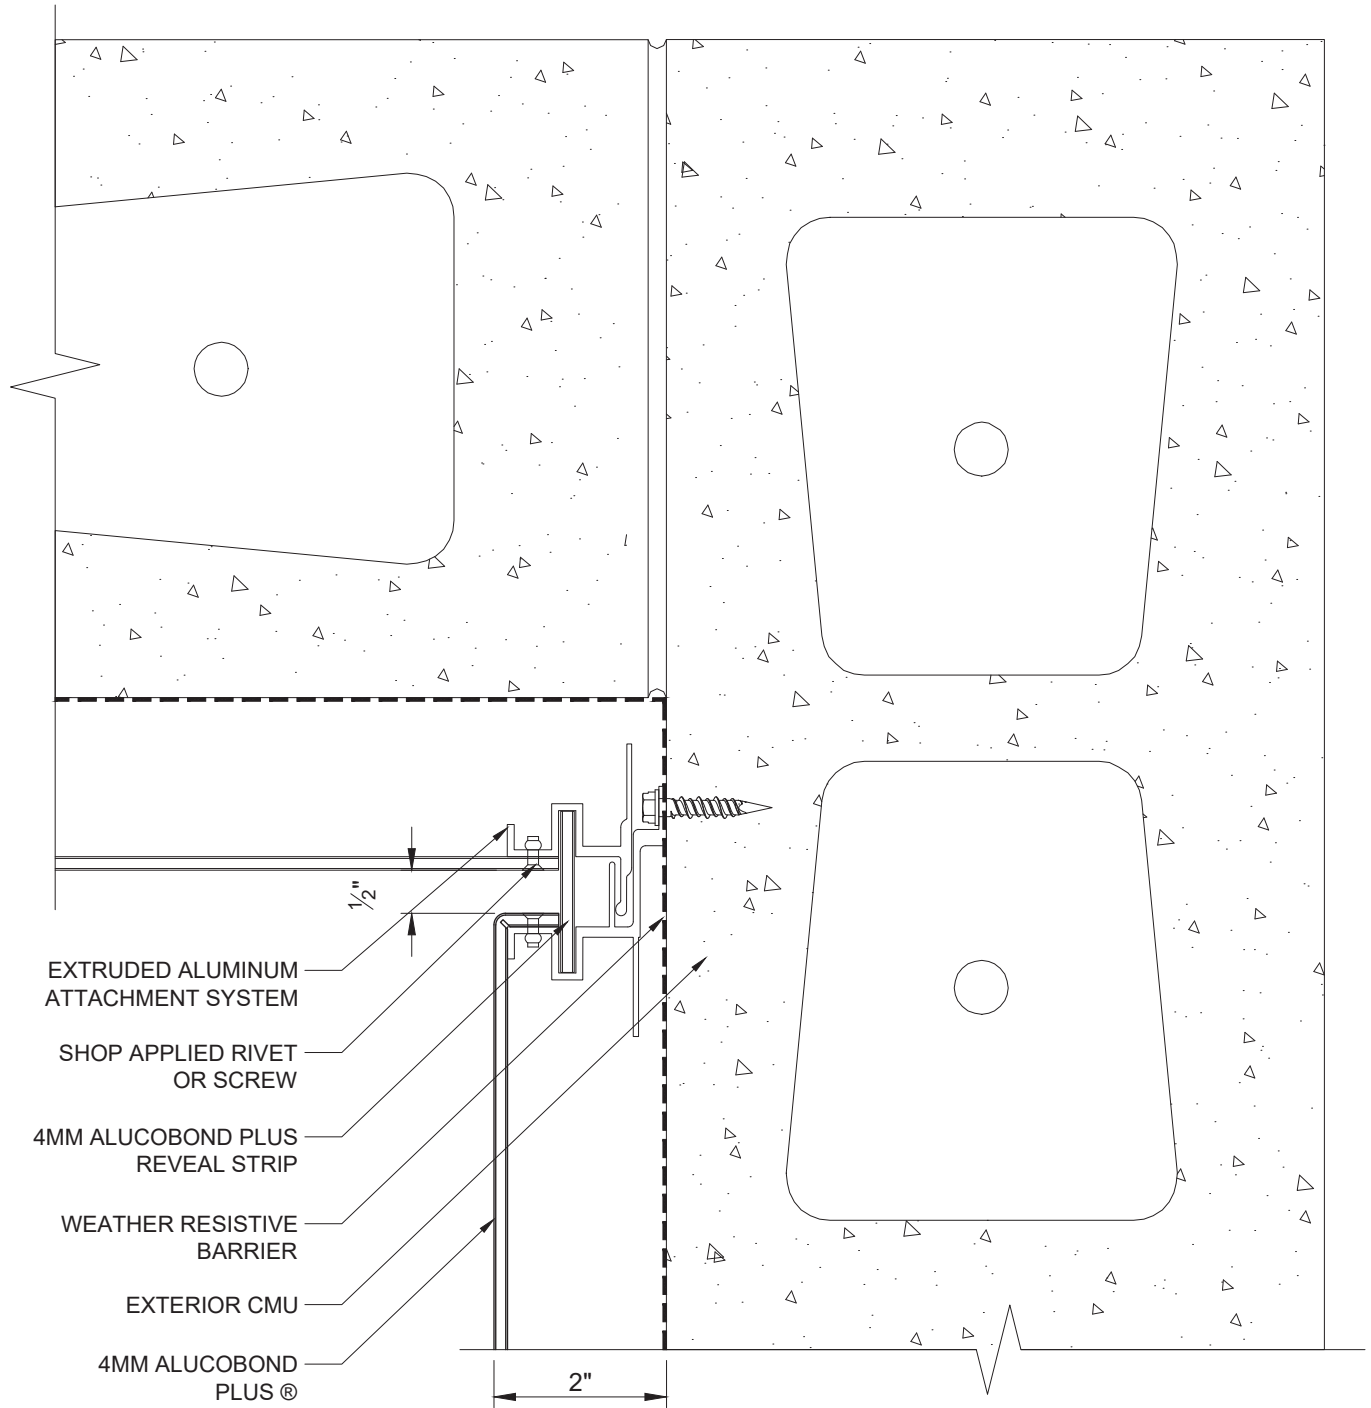 ½"
EXTRUDED ALUMINUM
ATTACHMENT SYSTEM
SHOP APPLIED RIVET
OR SCREW
4MM ALUCOBOND PLUS
REVEAL STRIP
WEATHER RESISTIVE
BARRIER
EXTERIOR CMU
4MM ALUCOBOND
PLUS ®
2"